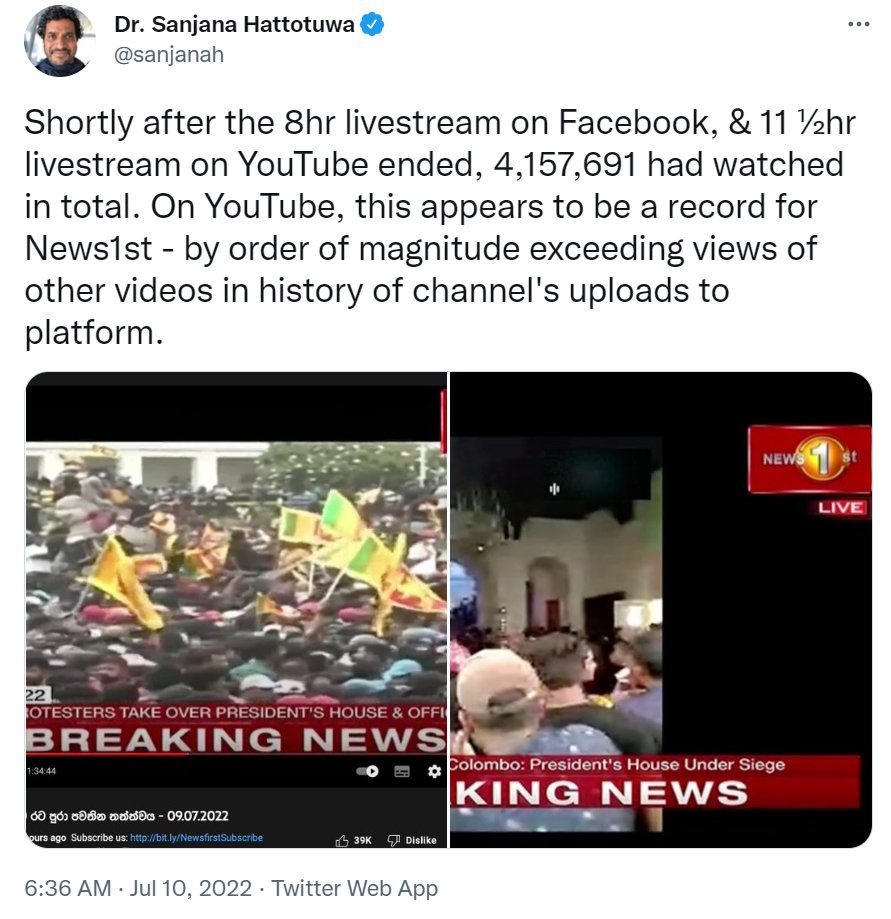 Dr. Sanjana Hattotuwa
@sanjanah
Shortly after the 8hr livestream on Facebook, & 11 ½hr
livestream on YouTube ended, 4,157,691 had watched
in total. On YouTube, this appears to be a record for
News1st - by order of magnitude exceeding views of
other videos in history of channel's uploads to
platform.
22
OTESTERS TAKE OVER PRESIDENT'S HOUSE & OFFI
BREAKING NEWS
1:34:44
රට පුරා පවතින තත්ත්වය - 09.07.2022
ours ago Subscribe us: http://bit.ly/NewsfirstSubscribe
39K Dislike
NEWS 1st
LIVE
Colombo: President's House Under Siege
KING NEWS
6:36 AM · Jul 10, 2022 · Twitter Web App